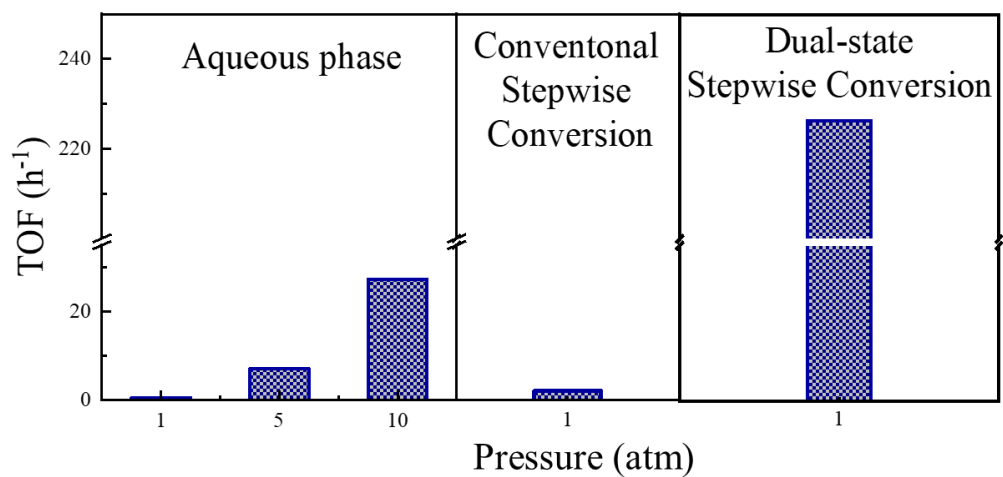 Aqueous phase
Conventonal
Stepwise
Conversion
Dual-state
Stepwise Conversion
TOF (h⁻¹)
240
220
20
0
1
5
10
1
1
Pressure (atm)